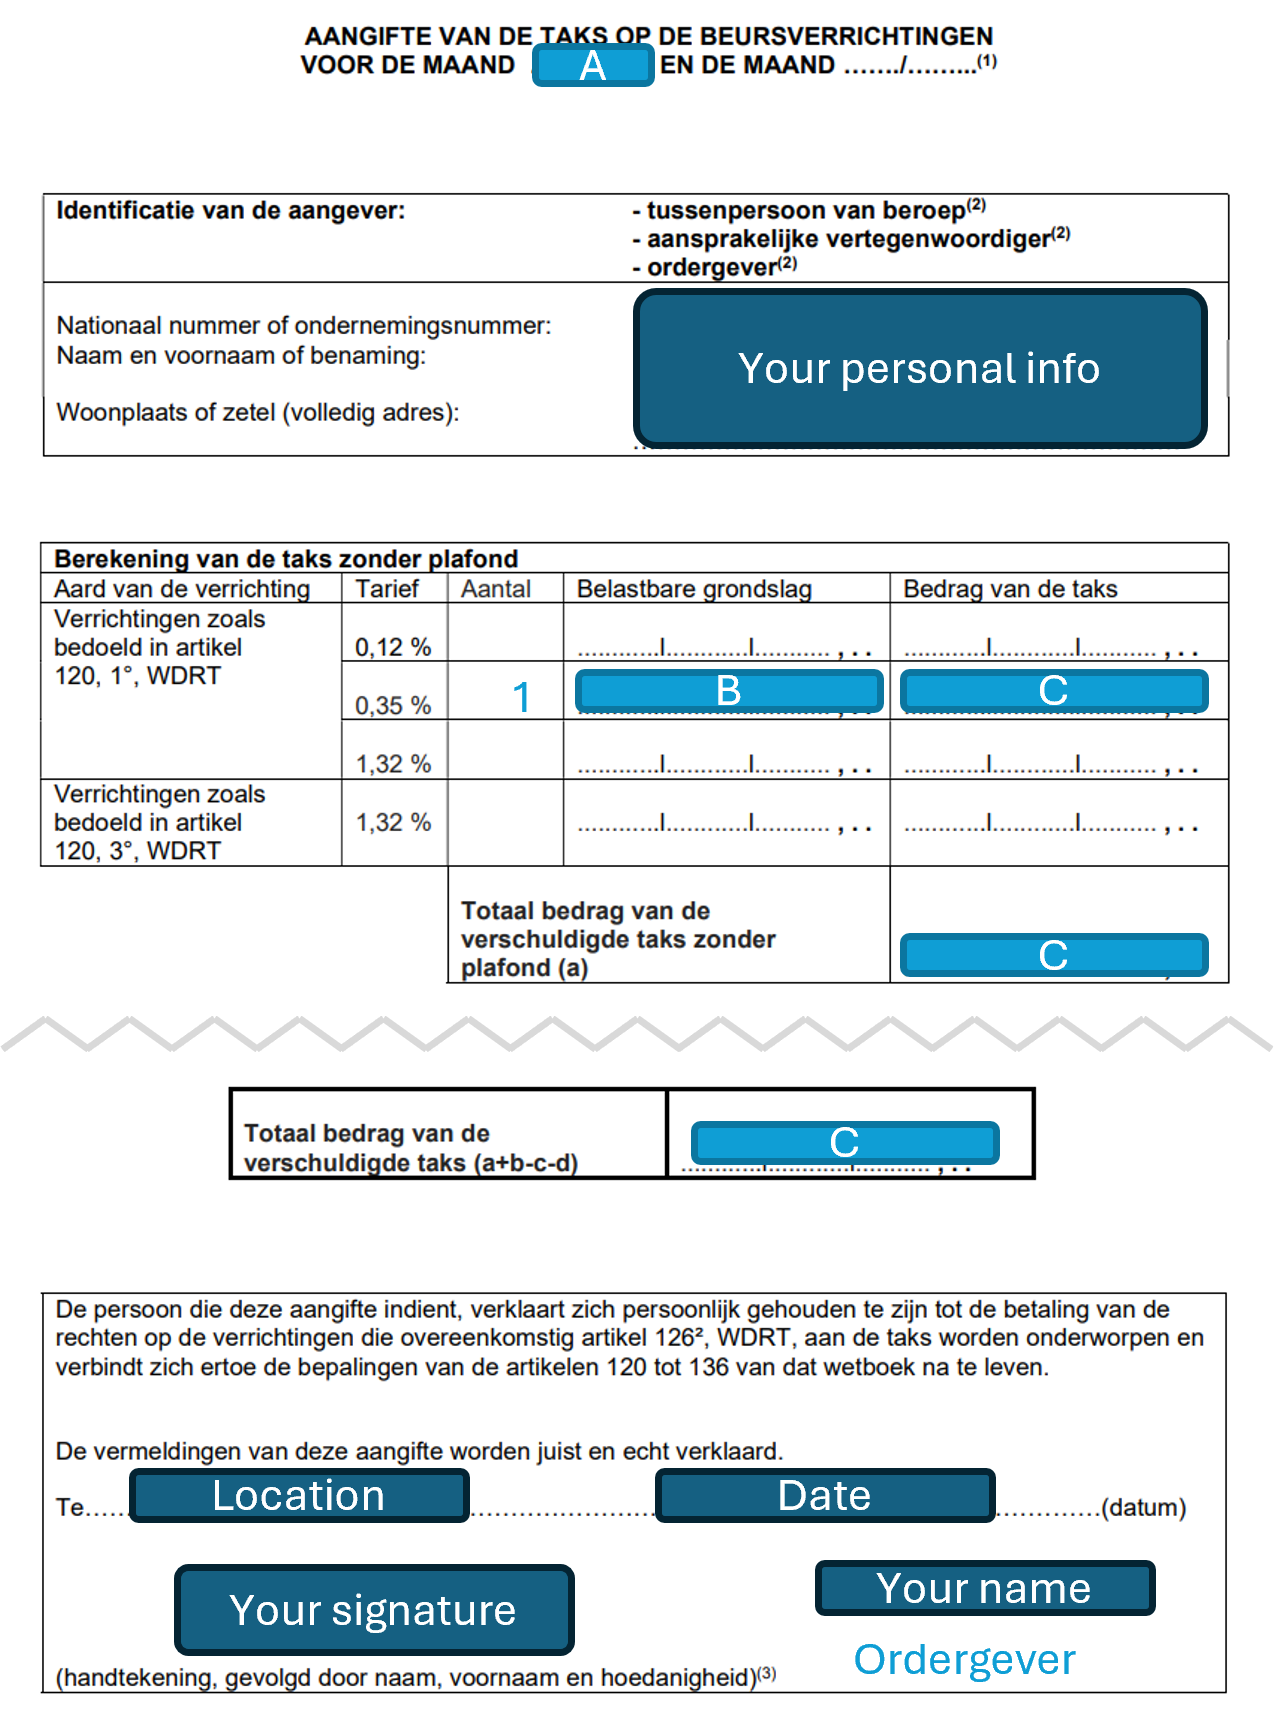 AANGIFTE VAN DE TAKS OP DE BEURSVERRICHTINGEN
VOOR DE MAAND A EN DE MAAND ……./………..(1)
Identificatie van de aangever:
- tussenpersoon van beroep(2)
- aansprakelijke vertegenwoordiger(2)
- ordergever(2)
Nationaal nummer of ondernemingsnummer:
Naam en voornaam of benaming:
Woonplaats of zetel (volledig adres):
Your personal info
Berekening van de taks zonder plafond
Aard van de verrichting Tarief Aantal Belastbare grondslag Bedrag van de taks
Verrichtingen zoals
bedoeld in artikel
120, 1°, WDRT
0,12 % ............I............I........... , . . ............I............I........... , . .
0,35 % 1 B C
1,32 % ............I............I........... , . . ............I............I........... , . .
Verrichtingen zoals
bedoeld in artikel
120, 3°, WDRT
1,32 % ............I............I........... , . . ............I............I........... , . .
Totaal bedrag van de
verschuldigde taks zonder
plafond (a)
C
Totaal bedrag van de
verschuldigde taks (a+b-c-d)
C
De persoon die deze aangifte indient, verklaart zich persoonlijk gehouden te zijn tot de betaling van de
rechten op de verrichtingen die overeenkomstig artikel 126², WDRT, aan de taks worden onderworpen en
verbindt zich ertoe de bepalingen van de artikelen 120 tot 136 van dat wetboek na te leven.
De vermeldingen van deze aangifte worden juist en echt verklaard.
Te…… Location ………………….. Date ………….(datum)
Your signature
Your name
Ordergever
(handtekening, gevolgd door naam, voornaam en hoedanigheid)(3)